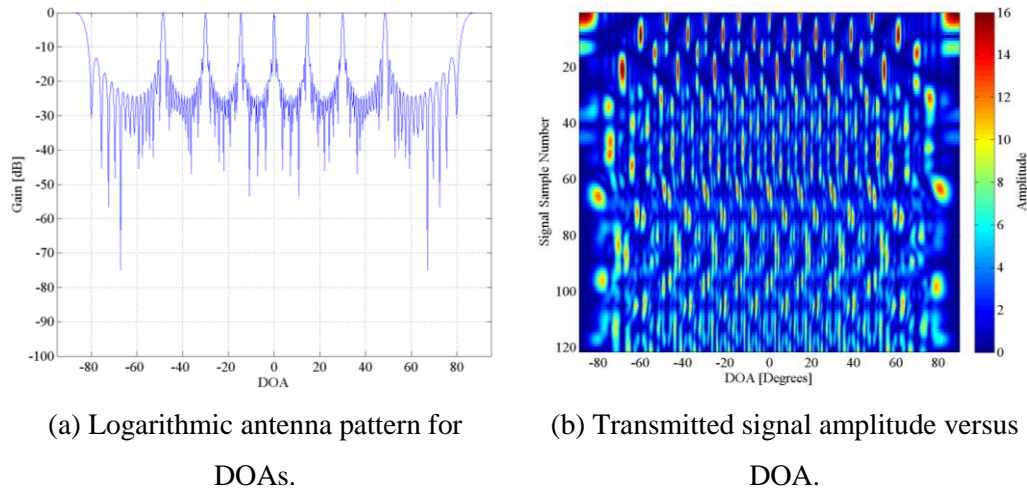 0
-10
-20
-30
-40
-50
-60
-70
-80
-90
-100
Gain [dB]
-80 -60 -40 -20 0 20 40 60 80
DOA
20
40
60
80
100
120
Signal Sample Number
-80 -60 -40 -20 0 20 40 60 80
DOA [Degrees]
16
14
12
10
8
6
4
2
0
Amplitude
(a) Logarithmic antenna pattern for
DOAs.
(b) Transmitted signal amplitude versus
DOA.